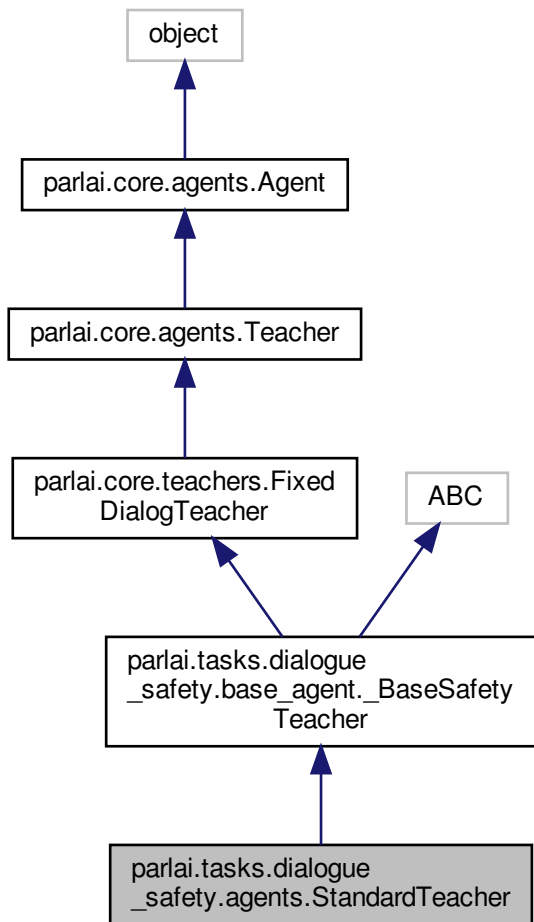 object
parlai.core.agents.Agent
parlai.core.agents.Teacher
parlai.core.teachers.Fixed
DialogTeacher
ABC
parlai.tasks.dialogue
_safety.base_agent._BaseSafety
Teacher
parlai.tasks.dialogue
_safety.agents.StandardTeacher